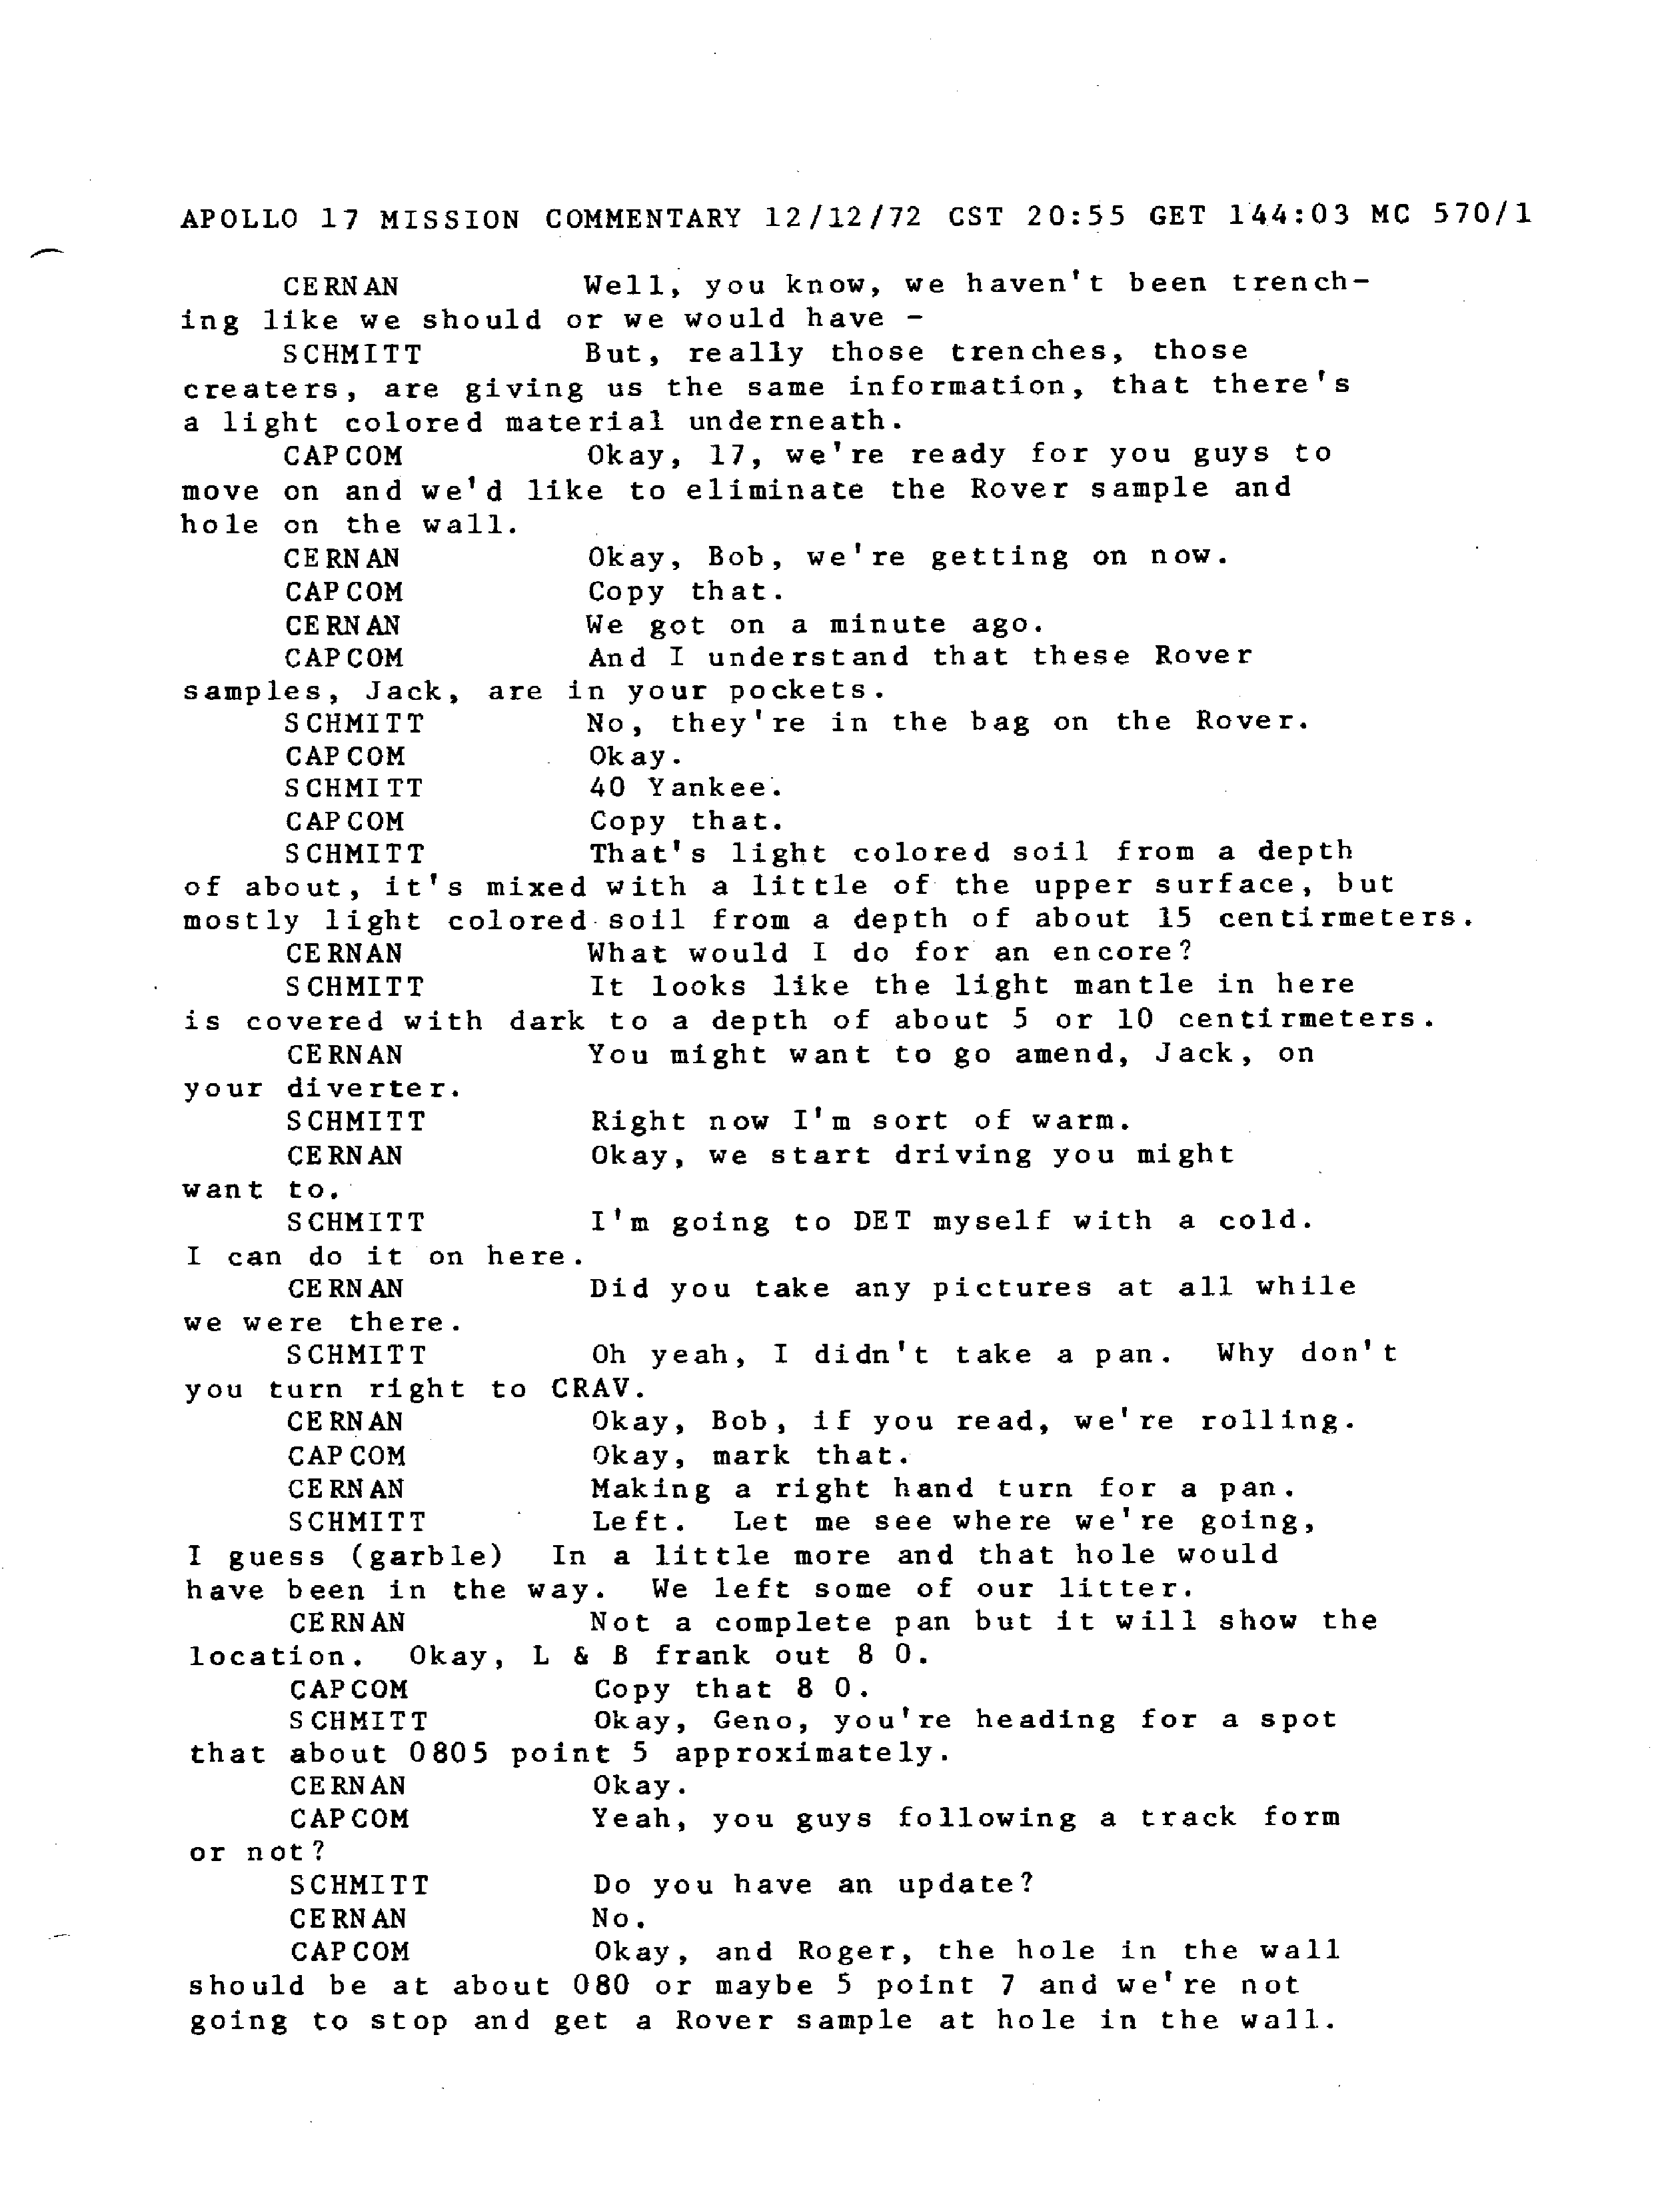 APOLLO 17 MISSION COMMENTARY 12/12/72 CST 20:55 GET 144:03 MC 570/1
CERNAN Well, you know, we haven't been trench-
ing like we should or we would have -
SCHMITT But, really those trenches, those
creaters, are giving us the same information, that there's
a light colored material underneath.
CAPCOM Okay, 17, we're ready for you guys to
move on and we'd like to eliminate the Rover sample and
hole on the wall.
CERNAN Okay, Bob, we're getting on now.
CAPCOM Copy that.
CERNAN We got on a minute ago.
CAPCOM And I understand that these Rover
samples, Jack, are in your pockets.
SCHMITT No, they're in the bag on the Rover.
CAPCOM Okay.
SCHMITT 40 Yankee.
CAPCOM Copy that.
SCHMITT That's light colored soil from a depth
of about, it's mixed with a little of the upper surface, but
mostly light colored soil from a depth of about 15 centirmeters.
CERNAN What would I do for an encore?
SCHMITT It looks like the light mantle in here
is covered with dark to a depth of about 5 or 10 centirmeters.
CERNAN You might want to go amend, Jack, on
your diverter.
SCHMITT Right now I'm sort of warm.
CERNAN Okay, we start driving you might
want to.
SCHMITT I'm going to DET myself with a cold.
I can do it on here.
CERNAN Did you take any pictures at all while
we were there.
SCHMITT Oh yeah, I didn't take a pan. Why don't
you turn right to CRAV.
CERNAN Okay, Bob, if you read, we're rolling.
CAPCOM Okay, mark that.
CERNAN Making a right hand turn for a pan.
SCHMITT Left. Let me see where we're going,
I guess (garble) In a little more and that hole would
have been in the way. We left some of our litter.
CERNAN Not a complete pan but it will show the
location. Okay, L & B frank out 8 0.
CAPCOM Copy that 8 0.
SCHMITT Okay, Geno, you're heading for a spot
that about 0805 point 5 approximately.
CERNAN Okay.
CAPCOM Yeah, you guys following a track form
or not?
SCHMITT Do you have an update?
CERNAN No.
CAPCOM Okay, and Roger, the hole in the wall
should be at about 080 or maybe 5 point 7 and we're not
going to stop and get a Rover sample at hole in the wall.